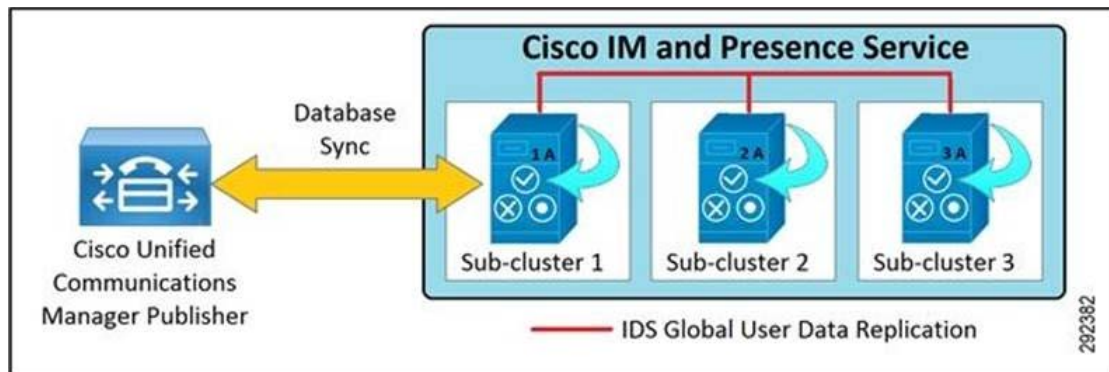 Cisco IM and Presence Service
Database
Sync
1 A
2 A
3 A
Cisco Unified
Communications
Manager Publisher
Sub-cluster 1
Sub-cluster 2
Sub-cluster 3
IDS Global User Data Replication
292382